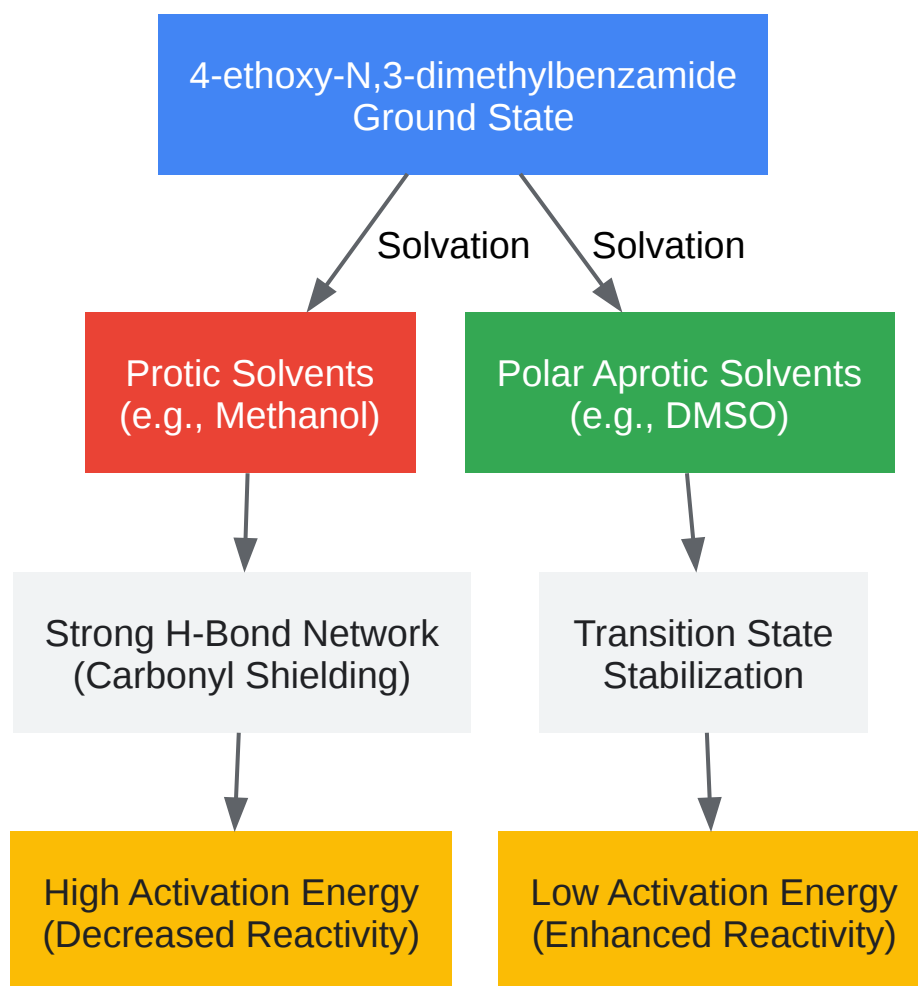 4-ethoxy-N,3-dimethylbenzamide
Ground State
Solvation
Solvation
Protic Solvents
(e.g., Methanol)
Polar Aprotic Solvents
(e.g., DMSO)
Strong H-Bond Network
(Carbonyl Shielding)
Transition State
Stabilization
High Activation Energy
(Decreased Reactivity)
Low Activation Energy
(Enhanced Reactivity)